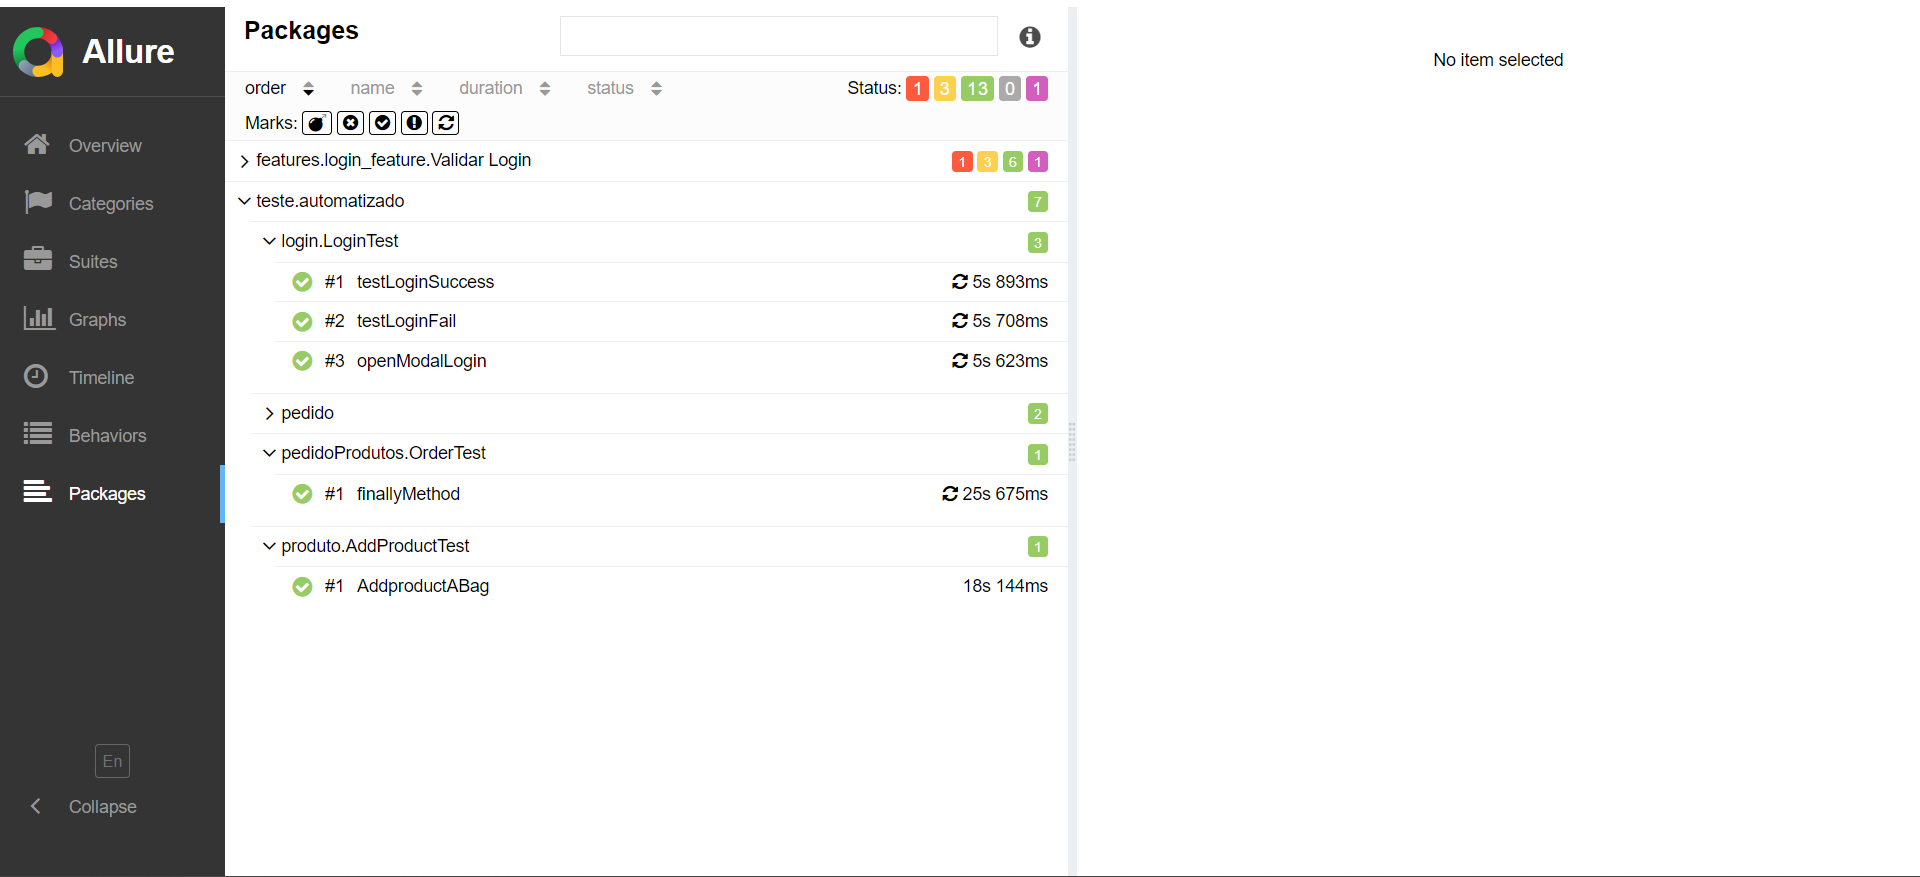 Allure
Overview
Categories
Suites
Graphs
Timeline
Behaviors
Packages
En
Collapse
Packages
order name duration status Status: 1 3 13 0 1
Marks:
features.login_feature.Validar Login 1 3 6 1
teste.automatizado 7
login.LoginTest 3
#1 testLoginSuccess 5s 893ms
#2 testLoginFail 5s 708ms
#3 openModalLogin 5s 623ms
pedido 2
pedidoProdutos.OrderTest 1
#1 finallyMethod 25s 675ms
produto.AddProductTest 1
#1 AddproductABag 18s 144ms
No item selected